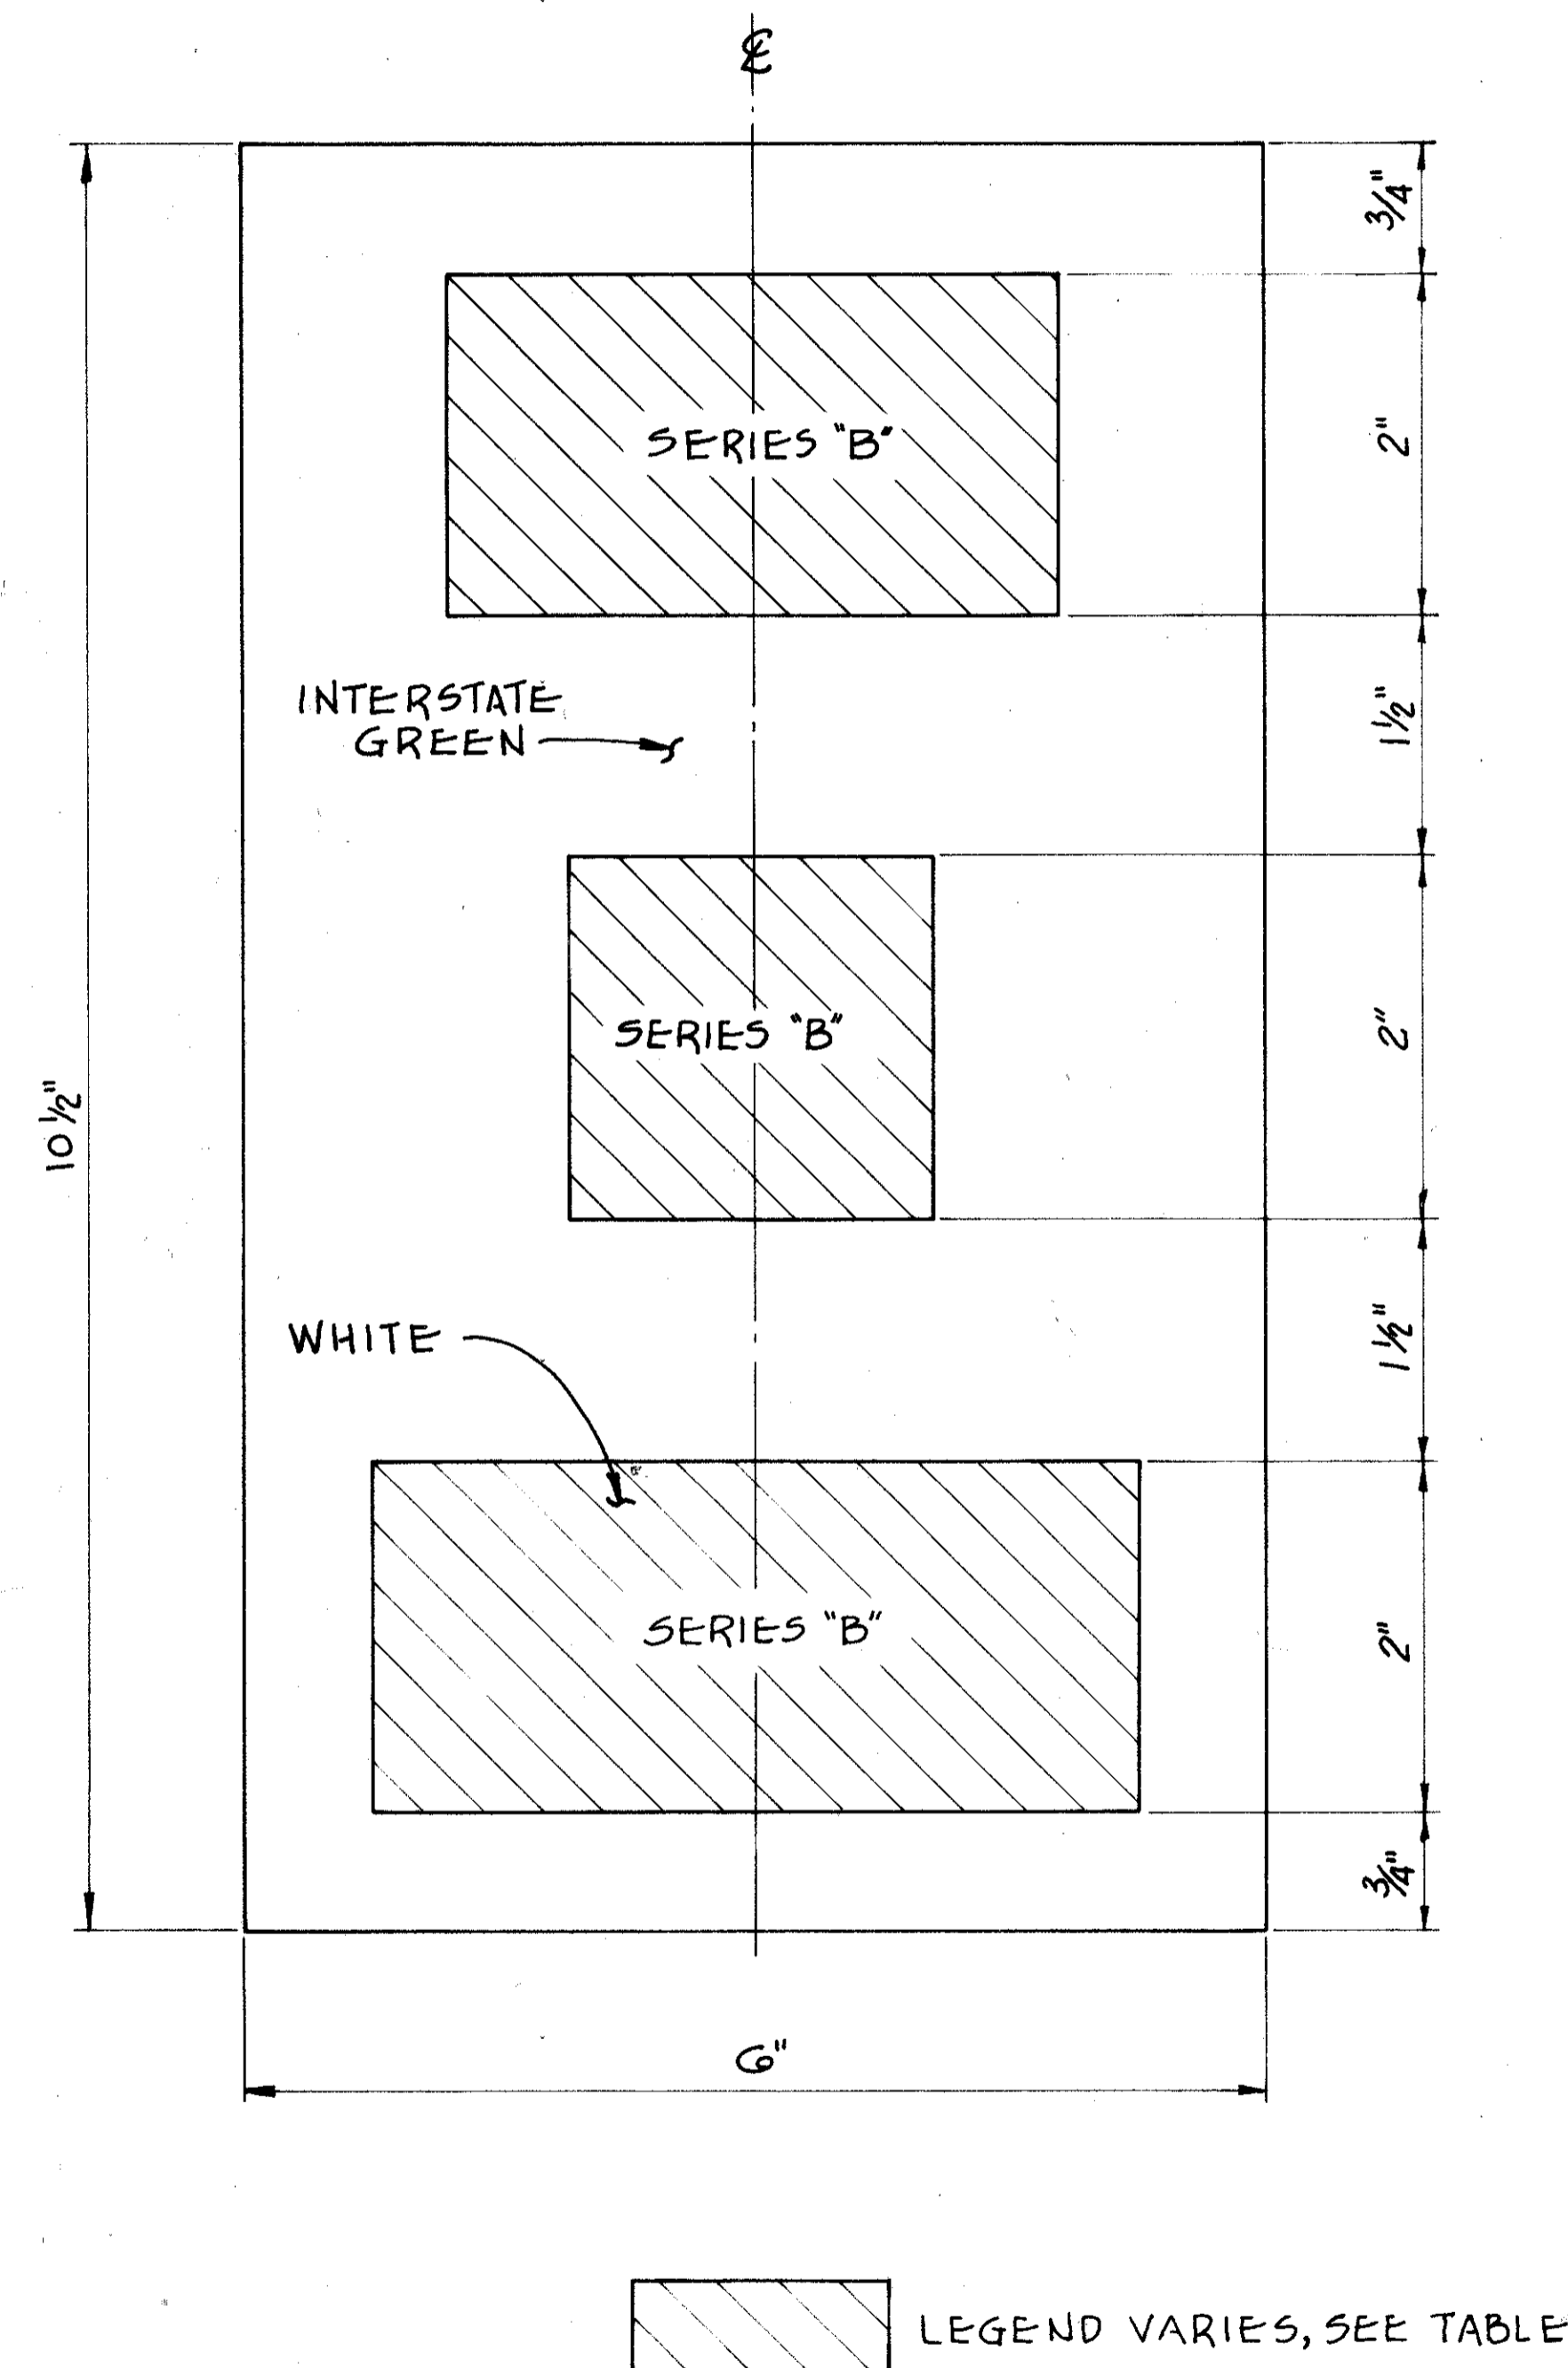 ℄
3/4"
SERIES "B"
2"
INTERSTATE
GREEN
1 1/2"
SERIES "B"
2"
10 1/2"
WHITE
1 1/2"
SERIES "B"
2"
3/4"
6"
LEGEND VARIES, SEE TABLE